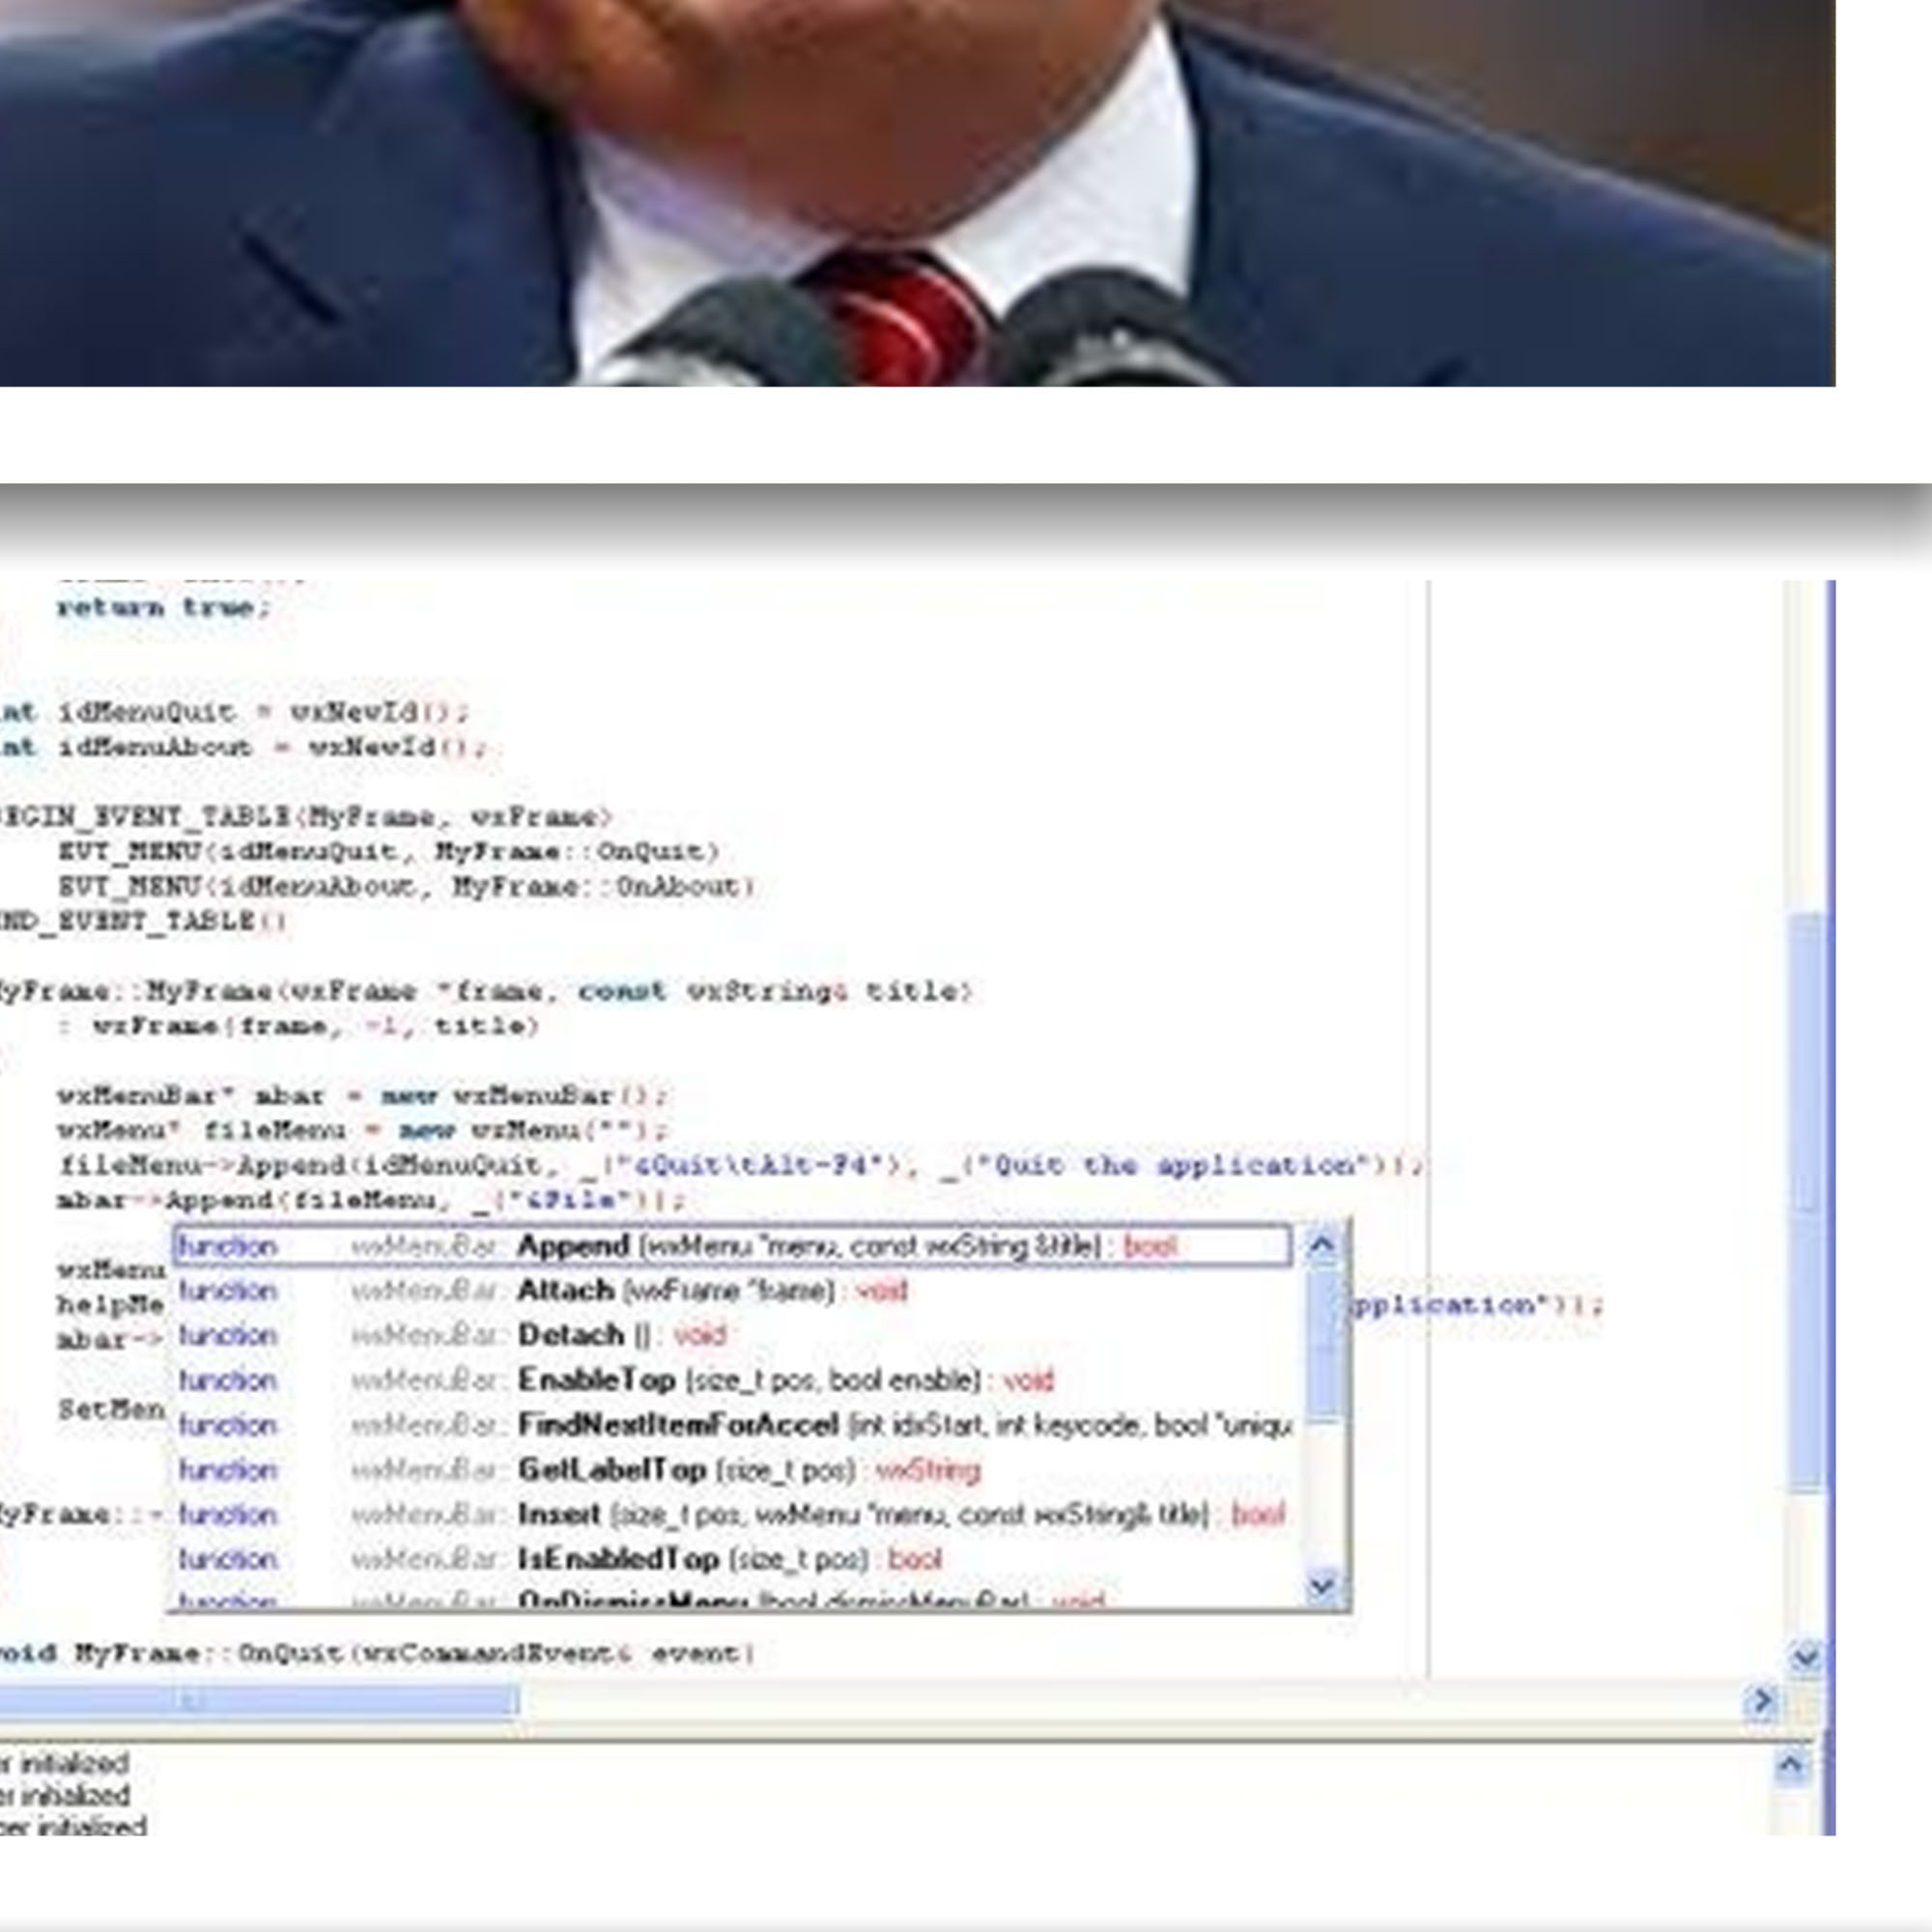 return true;
idMenuQuit = wxNewId();
idMenuAbout = wxNewId();
EGIN_EVENT_TABLE(MyFrame, wxFrame)
EVT_MENU(idMenuQuit, MyFrame::OnQuit)
EVT_MENU(idMenuAbout, MyFrame::OnAbout)
ND_EVENT_TABLE()
yFrame::MyFrame(wxFrame *frame, const wxString& title)
: wxFrame(frame, -1, title)
wxMenuBar* mbar = new wxMenuBar();
wxMenu* fileMenu = new wxMenu("");
fileMenu->Append(idMenuQuit, _("&Quit\tAlt-F4"), _("Quit the application"));
mbar->Append(fileMenu, _("&File"));
function wxMenuBar:: Append (wxMenu *menu, const wxString &title) : bool
wxMenu
function wxMenuBar:: Attach (wxFrame *frame) : void
helpMe pplication"));
function wxMenuBar:: Detach () : void
mbar->
function wxMenuBar:: EnableTop (size_t pos, bool enable) : void
SetMen
function wxMenuBar:: FindNextItemForAccel (int idxStart, int keycode, bool *uniqu
function wxMenuBar:: GetLabelTop (size_t pos) : wxString
yFrame::~
function wxMenuBar:: Insert (size_t pos, wxMenu *menu, const wxString& title) : bool
function wxMenuBar:: IsEnabledTop (size_t pos) : bool
function wxMenuBar:: OnDismissMenu (bool dismissMenuBar) : void
void MyFrame::OnQuit(wxCommandEvent& event)
r initialized
er initialized
per initialized